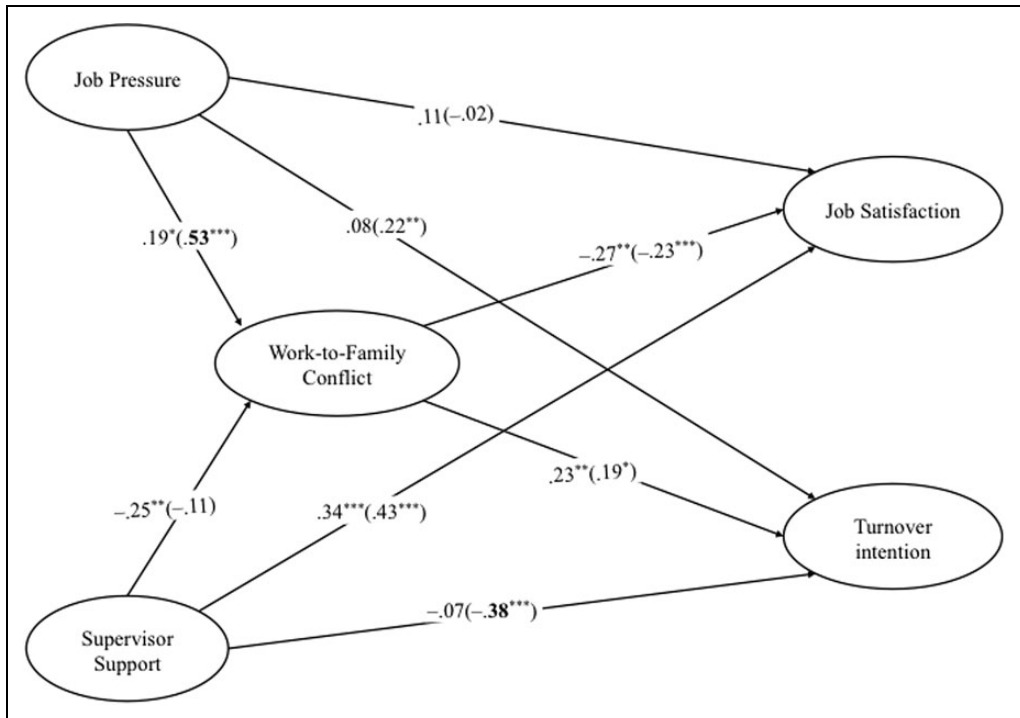 Job Pressure
.11(–.02)
Job Satisfaction
.19*(.53***)
.08(.22**)
–.27**(–.23***)
Work-to-Family
Conflict
.23**(.19*)
–.25**(–.11)
.34***(.43***)
Turnover
intention
–.07(–.38***)
Supervisor
Support